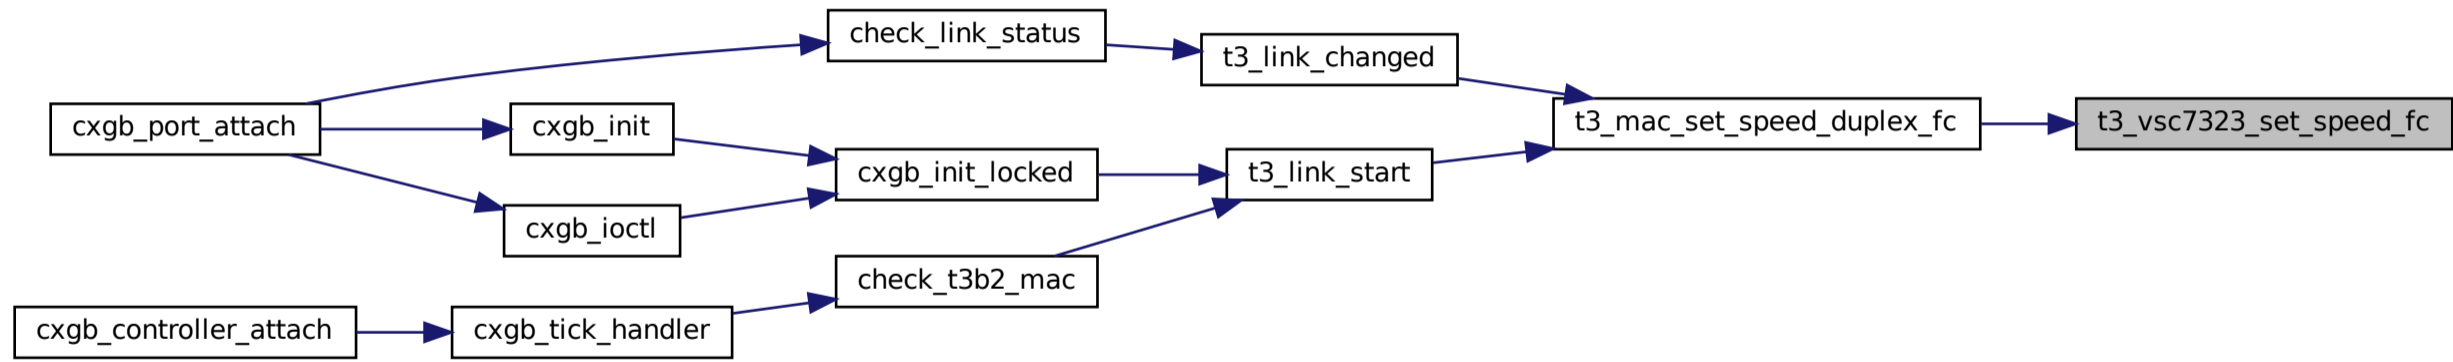 check_link_status
t3_link_changed
cxgb_port_attach
cxgb_init
t3_mac_set_speed_duplex_fc
t3_vsc7323_set_speed_fc
cxgb_init_locked
t3_link_start
cxgb_ioctl
check_t3b2_mac
cxgb_controller_attach
cxgb_tick_handler